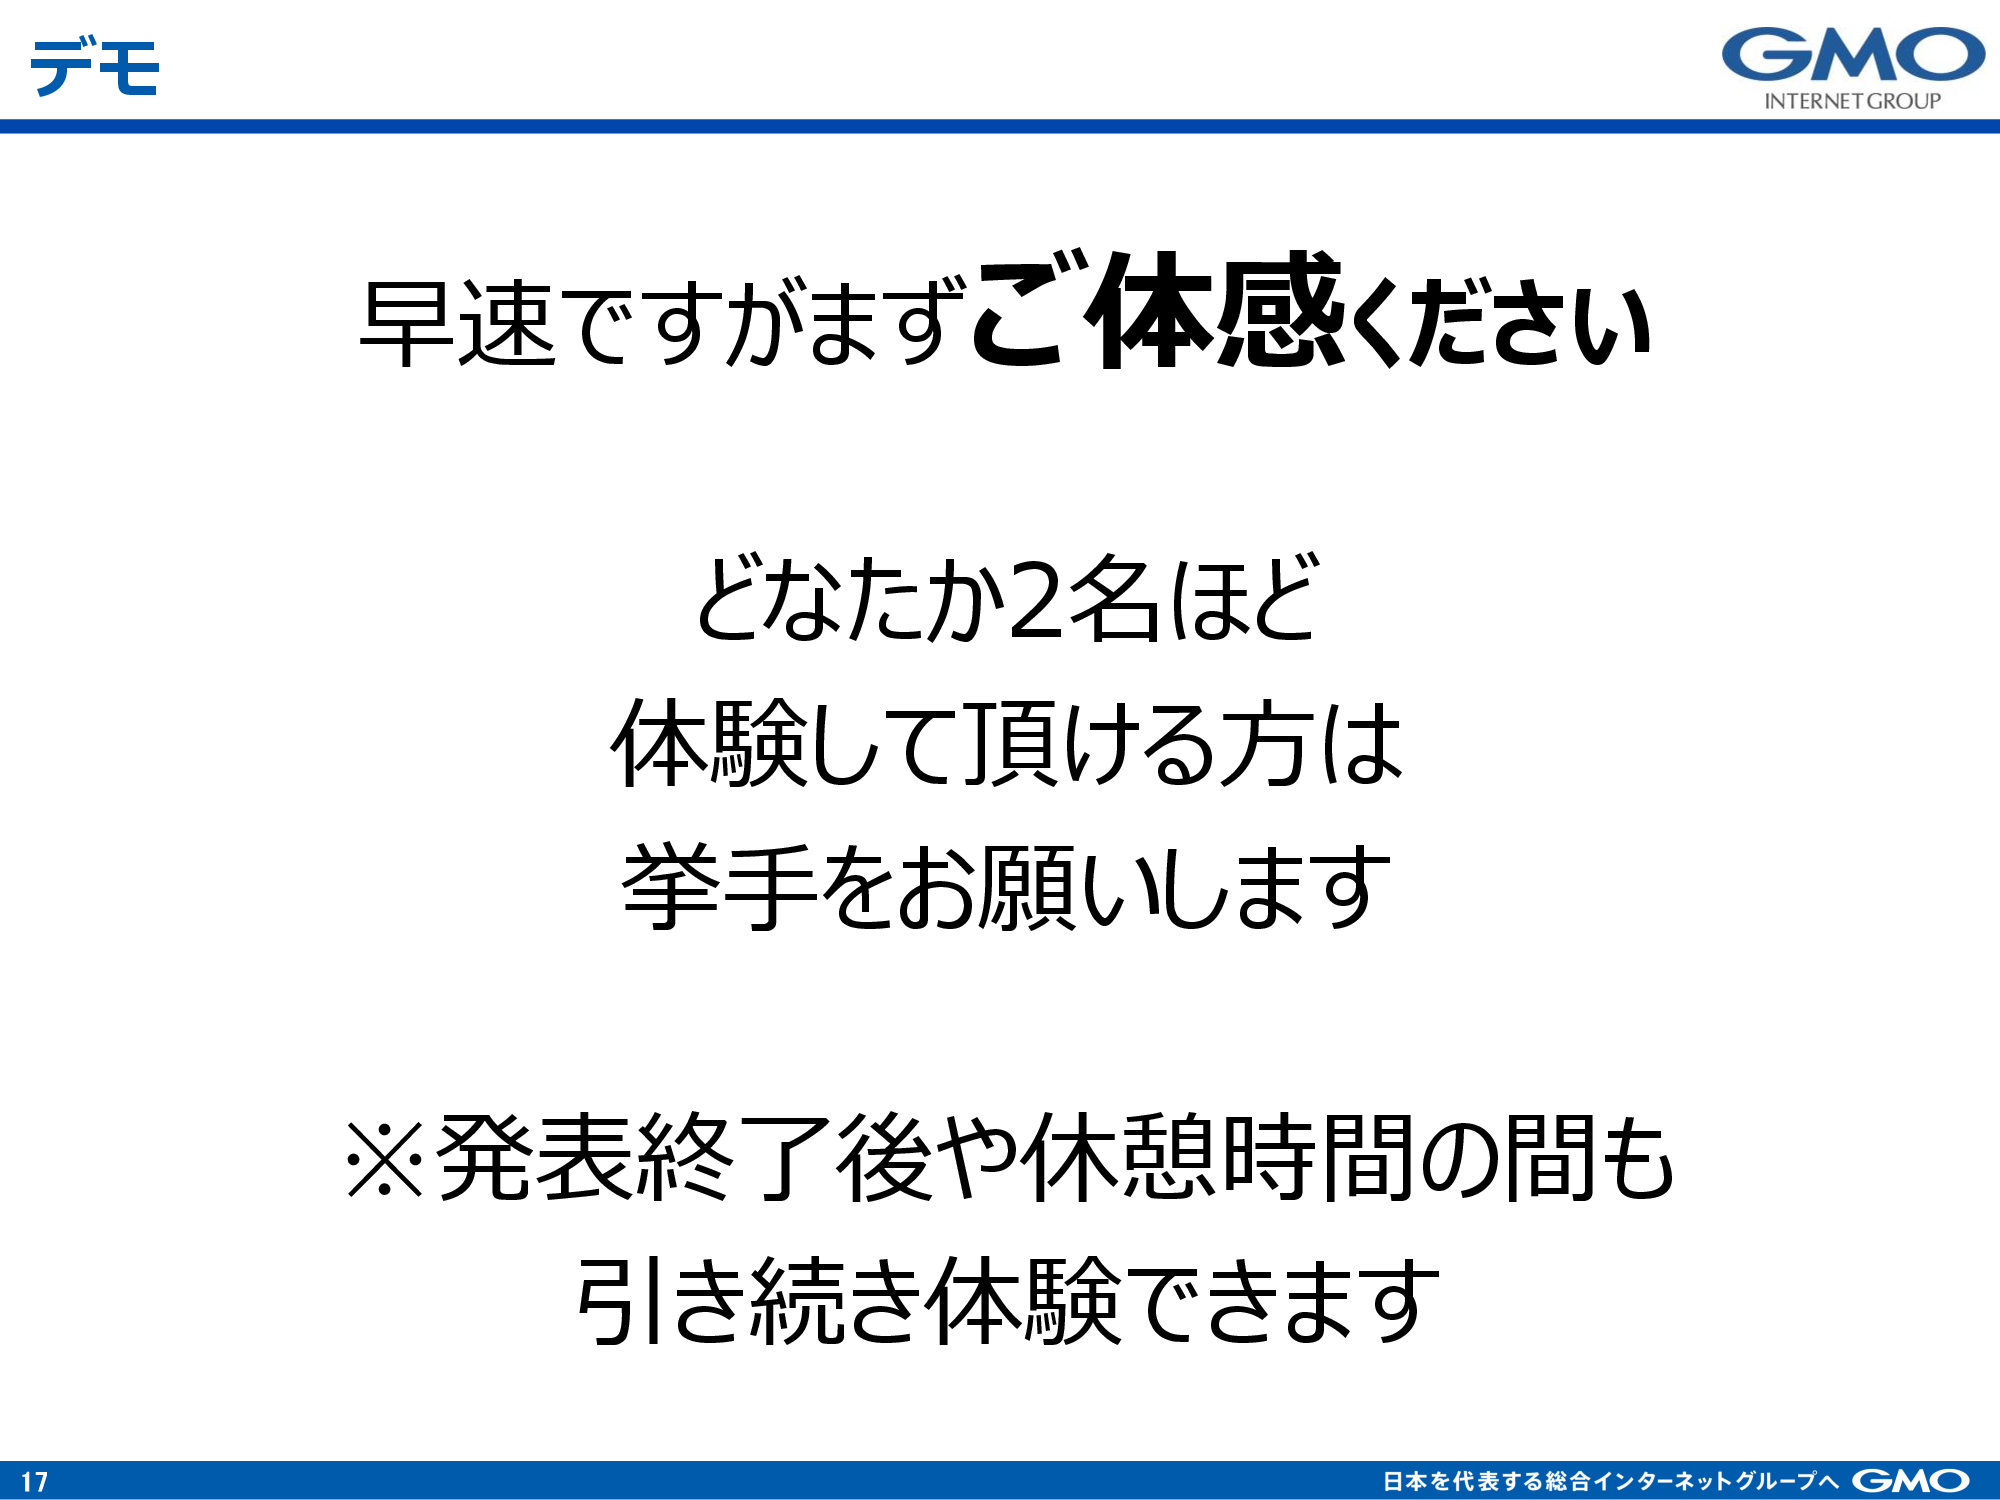 デモ
GMO
INTERNET GROUP
早速ですがまずご体感ください
どなたか2名ほど
体験して頂ける方は
挙手をお願いします
※発表終了後や休憩時間の間も
引き続き体験できます
17
日本を代表する総合インターネットグループへ GMO